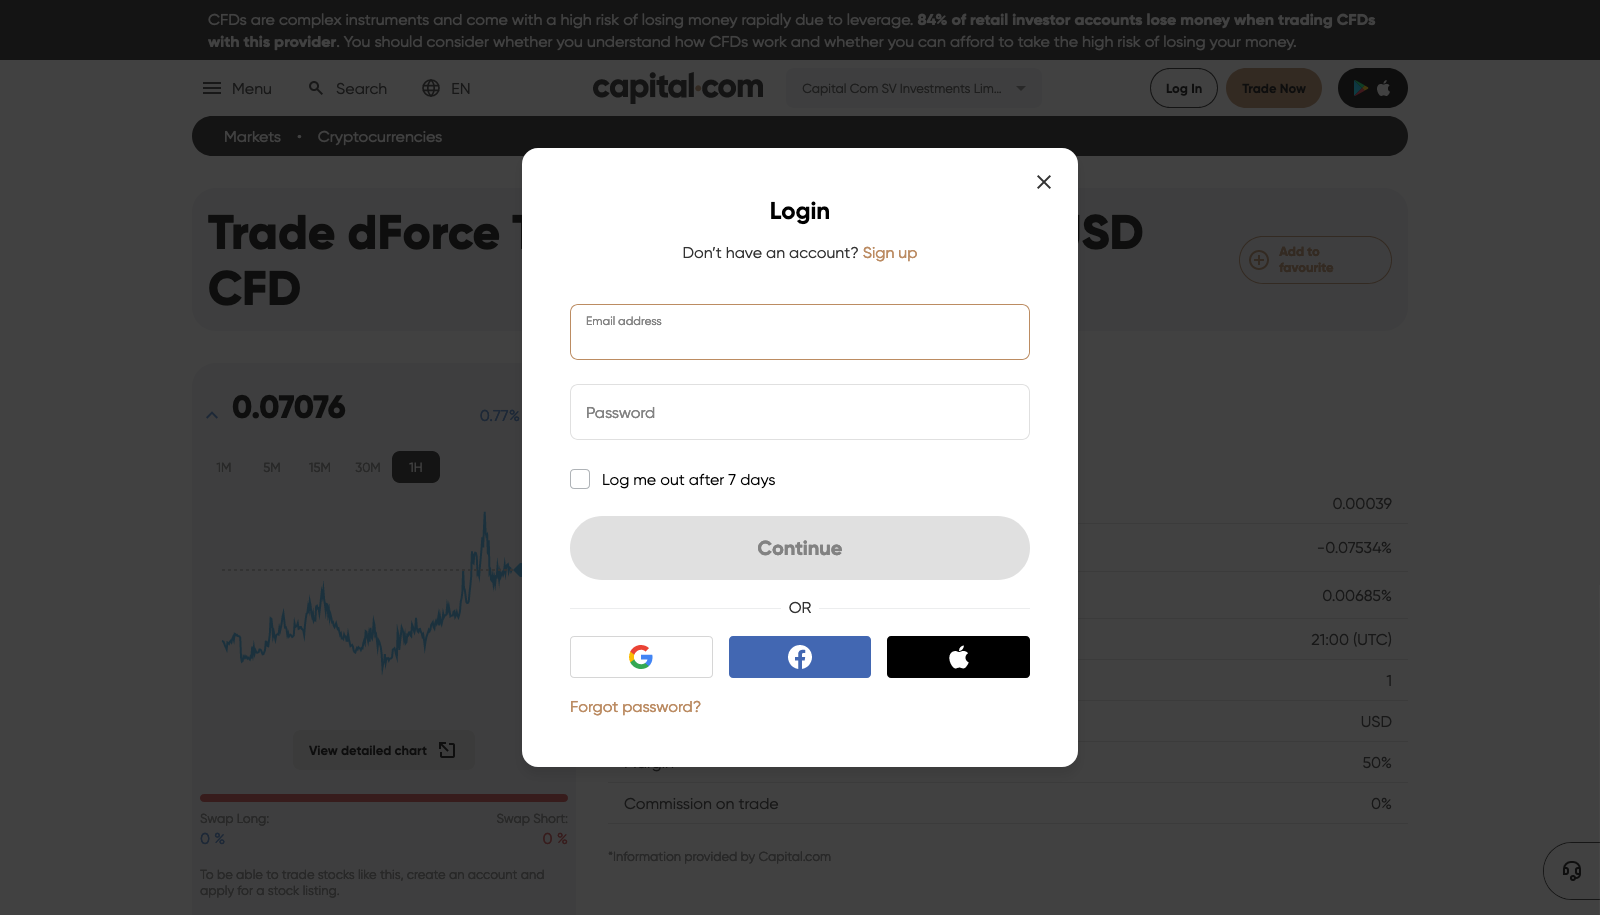 CFDs are complex instruments and come with a high risk of losing money rapidly due to leverage. 84% of retail investor accounts lose money when trading CFDs
with this provider. You should consider whether you understand how CFDs work and whether you can afford to take the high risk of losing your money.
Menu
Search
EN
capital.com
Capital Com SV Investments Lim...
Log In
Trade Now
Markets • Cryptocurrencies
Trade dForce
SD
CFD
Add to
favourite
Login
Don't have an account? Sign up
Email address
Password
Log me out after 7 days
Continue
OR
Forgot password?
0.07076
0.77%
1M
5M
15M
30M
1H
View detailed chart
Swap Long:
Swap Short:
0 %
0 %
To be able to trade stocks like this, create an account and
apply for a stock listing.
0.00039
-0.07534%
0.00685%
21:00 (UTC)
1
USD
50%
Commission on trade
0%
*Information provided by Capital.com